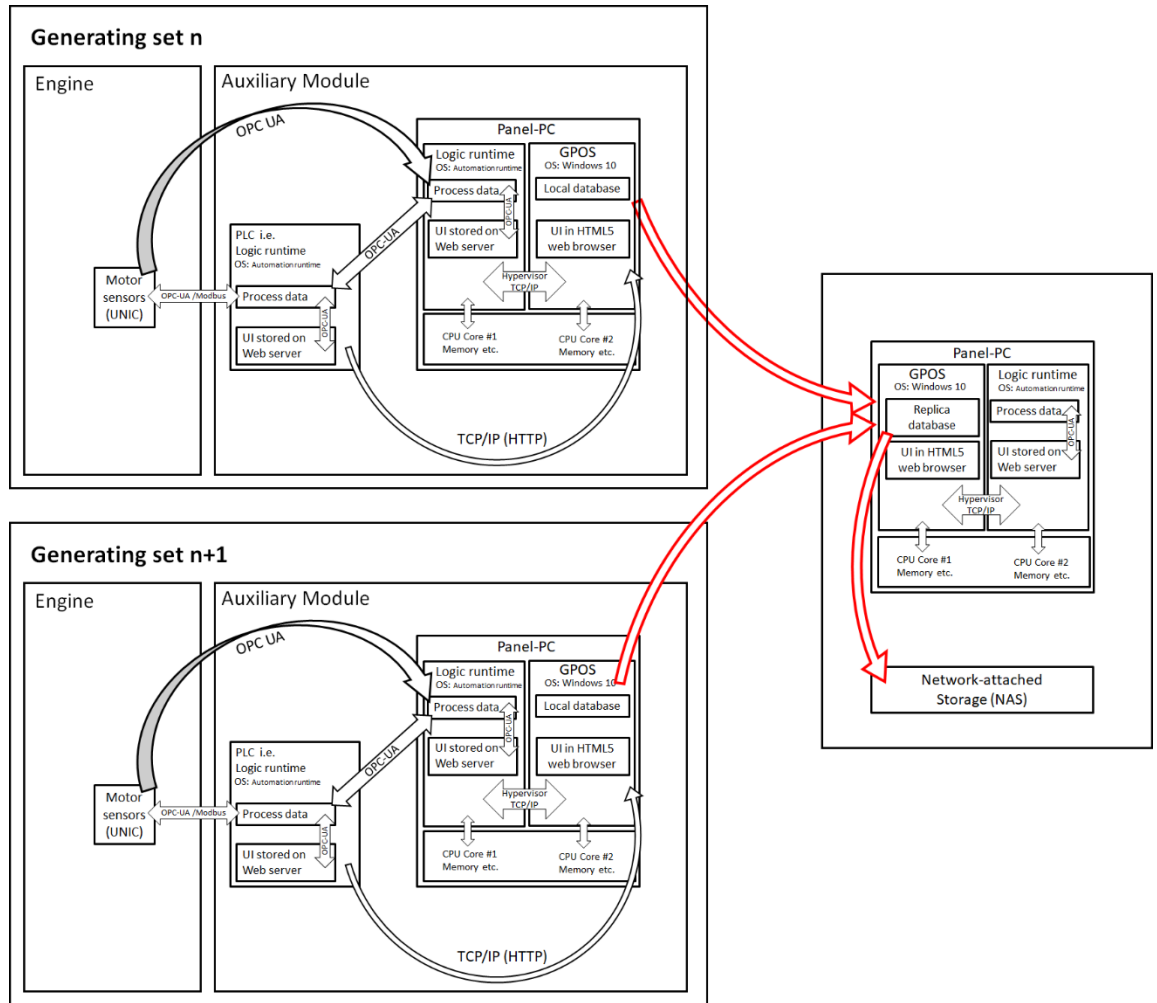 Generating set n
Engine
Auxiliary Module
OPC UA
Panel-PC
Logic runtime
OS: Automation runtime
GPOS
OS: Windows 10
Process data
Local database
OPC-UA
UI stored on
Web server
UI in HTML5
web browser
OPC-UA
PLC i.e.
Logic runtime
OS: Automation runtime
Motor
sensors
(UNIC)
OPC-UA /Modbus
Process data
OPC-UA
UI stored on
Web server
Hypervisor
TCP/IP
CPU Core #1
Memory etc.
CPU Core #2
Memory etc.
TCP/IP (HTTP)
Generating set n+1
Engine
Auxiliary Module
OPC UA
Panel-PC
Logic runtime
OS: Automation runtime
GPOS
OS: Windows 10
Process data
Local database
OPC-UA
UI stored on
Web server
UI in HTML5
web browser
OPC-UA
PLC i.e.
Logic runtime
OS: Automation runtime
Motor
sensors
(UNIC)
OPC-UA /Modbus
Process data
OPC-UA
UI stored on
Web server
Hypervisor
TCP/IP
CPU Core #1
Memory etc.
CPU Core #2
Memory etc.
TCP/IP (HTTP)
Panel-PC
GPOS
OS: Windows 10
Logic runtime
OS: Automation runtime
Replica
database
Process data
OPC-UA
UI in HTML5
web browser
UI stored on
Web server
Hypervisor
TCP/IP
CPU Core #1
Memory etc.
CPU Core #2
Memory etc.
Network-attached
Storage (NAS)